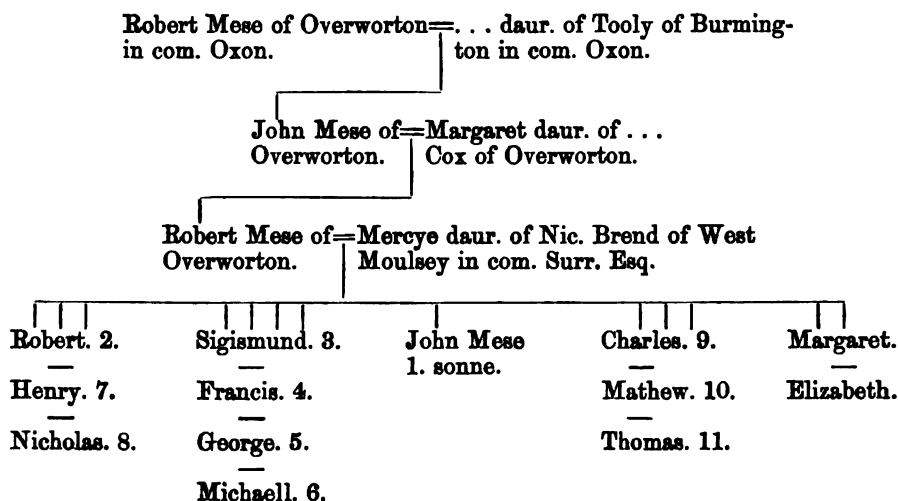 Robert Mese of Overworton=. . . daur. of Tooly of Burming-
in com. Oxon. ton in com. Oxon.
John Mese of=Margaret daur. of . . .
Overworton. Cox of Overworton.
Robert Mese of=Mercye daur. of Nic. Brend of West
Overworton. Moulsey in com. Surr. Esq.
Robert. 2. Sigismund. 3. John Mese Charles. 9. Margaret.
1. sonne.
Henry. 7. Francis. 4. Mathew. 10. Elizabeth.
Nicholas. 8. George. 5. Thomas. 11.
Michaell. 6.